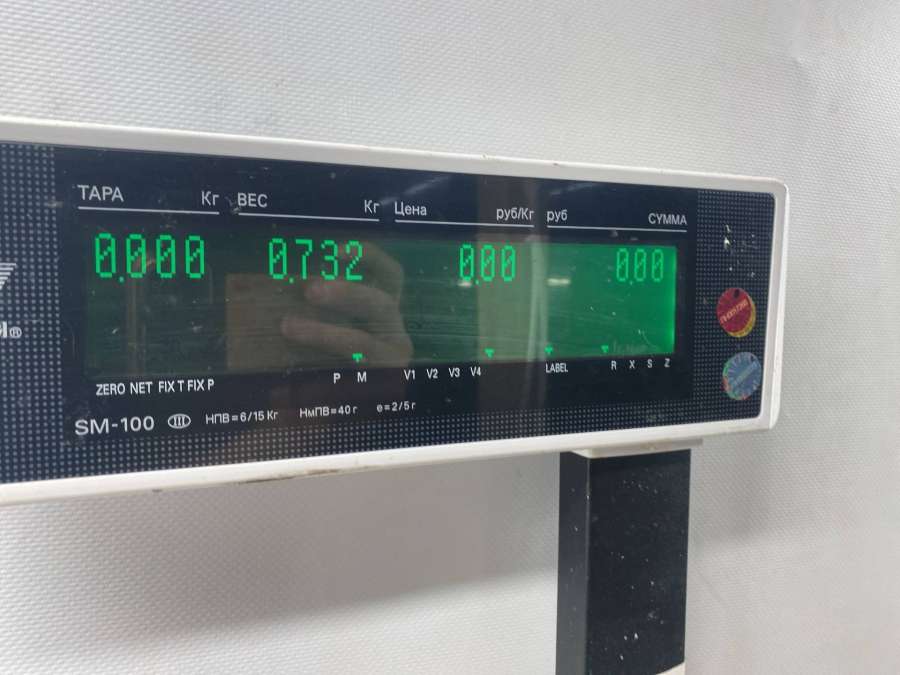 ТАРА Кг ВЕС Кг Цена руб/Кг руб СУММА
0.000 0.732 0.00 0.00
ZERO NET FIX T FIX P P M V1 V2 V3 V4 LABEL R X S Z
SM-100 III НПВ=6/15 Кг НмПВ=40 г е=2/5 г